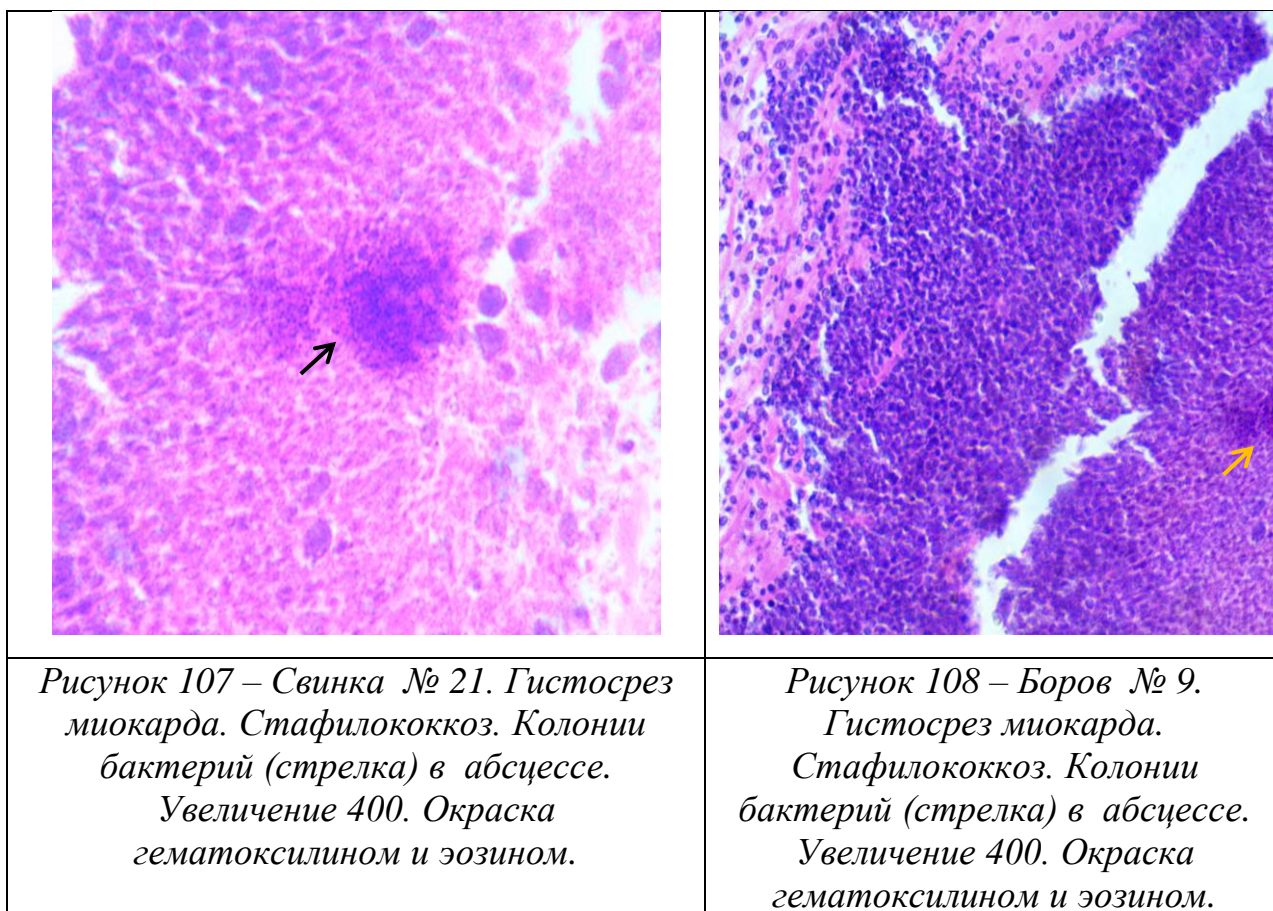 Рисунок 107 – Свинка № 21. Гистосрез
миокарда. Стафилококкоз. Колонии
бактерий (стрелка) в абсцессе.
Увеличение 400. Окраска
гематоксилином и эозином.
Рисунок 108 – Боров № 9.
Гистосрез миокарда.
Стафилококкоз. Колонии
бактерий (стрелка) в абсцессе.
Увеличение 400. Окраска
гематоксилином и эозином.